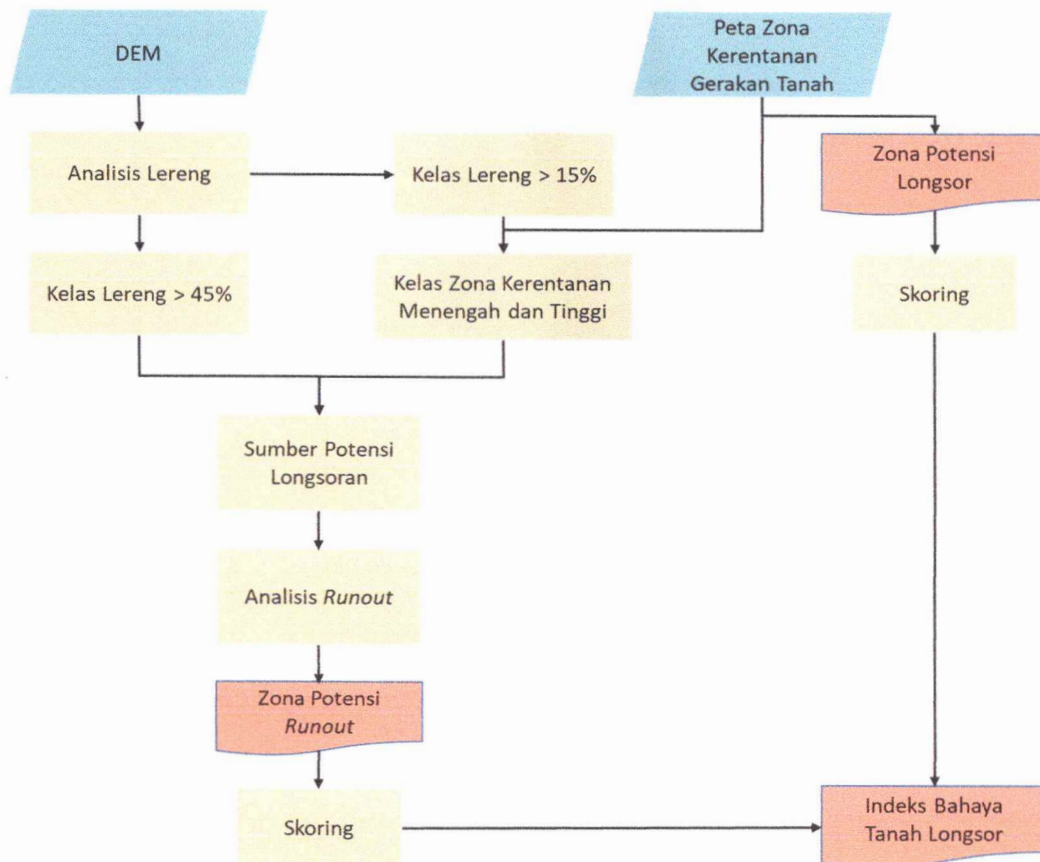 DEM
Peta Zona
Kerentanan
Gerakan Tanah
Analisis Lereng
Kelas Lereng > 15%
Zona Potensi
Longsor
Kelas Lereng > 45%
Kelas Zona Kerentanan
Menengah dan Tinggi
Skoring
Sumber Potensi
Longsoran
Analisis Runout
Zona Potensi
Runout
Skoring
Indeks Bahaya
Tanah Longsor